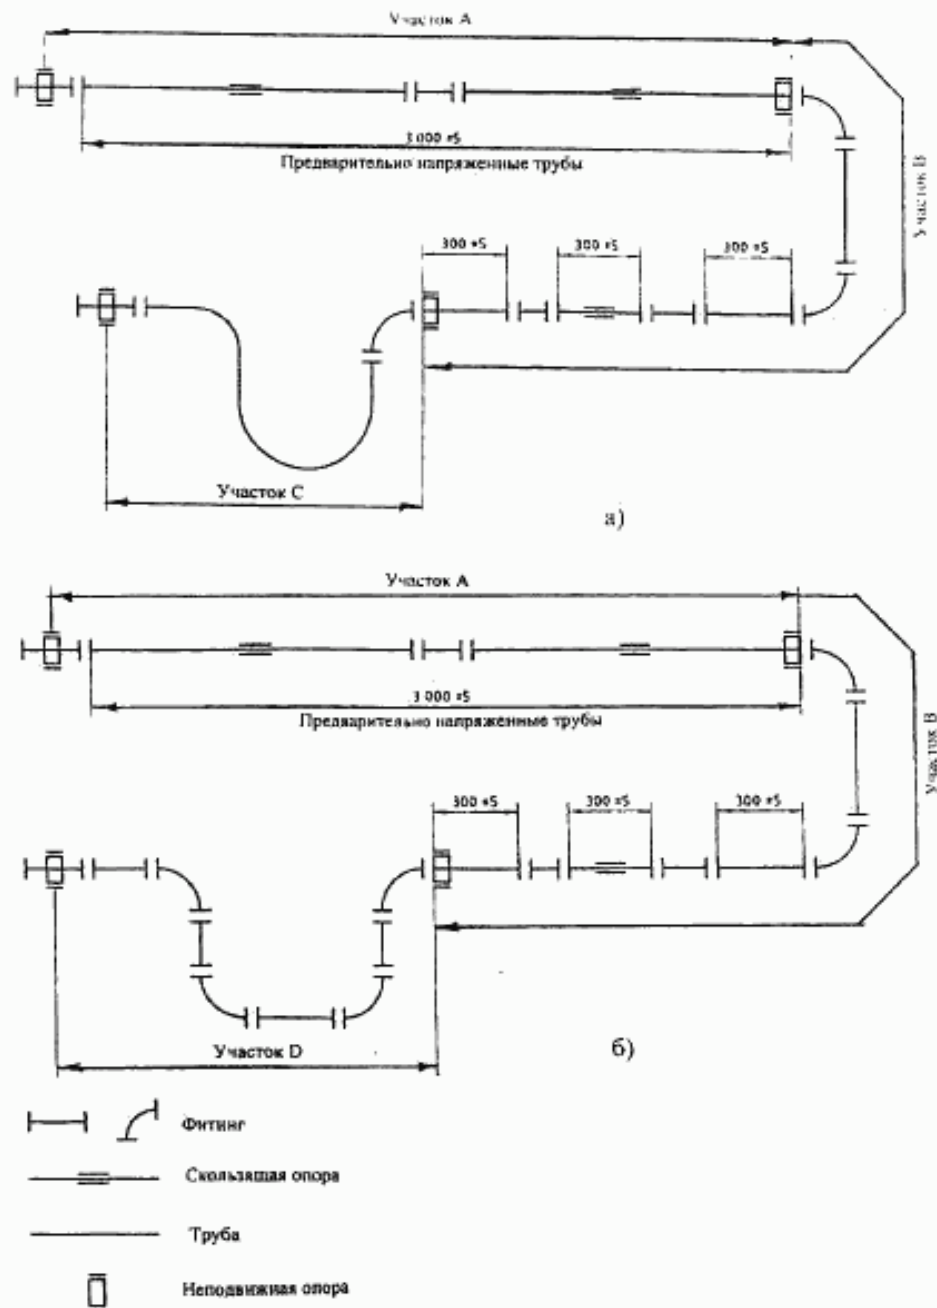 Участок А
3 000 ±5
Предварительно напряженные трубы
Участок В
300 ±5
300 ±5
300 ±5
Участок С
а)
Участок А
3 000 ±5
Предварительно напряженные трубы
Участок В
300 ±5
300 ±5
300 ±5
Участок D
б)
Фитинг
Скользящая опора
Труба
Неподвижная опора